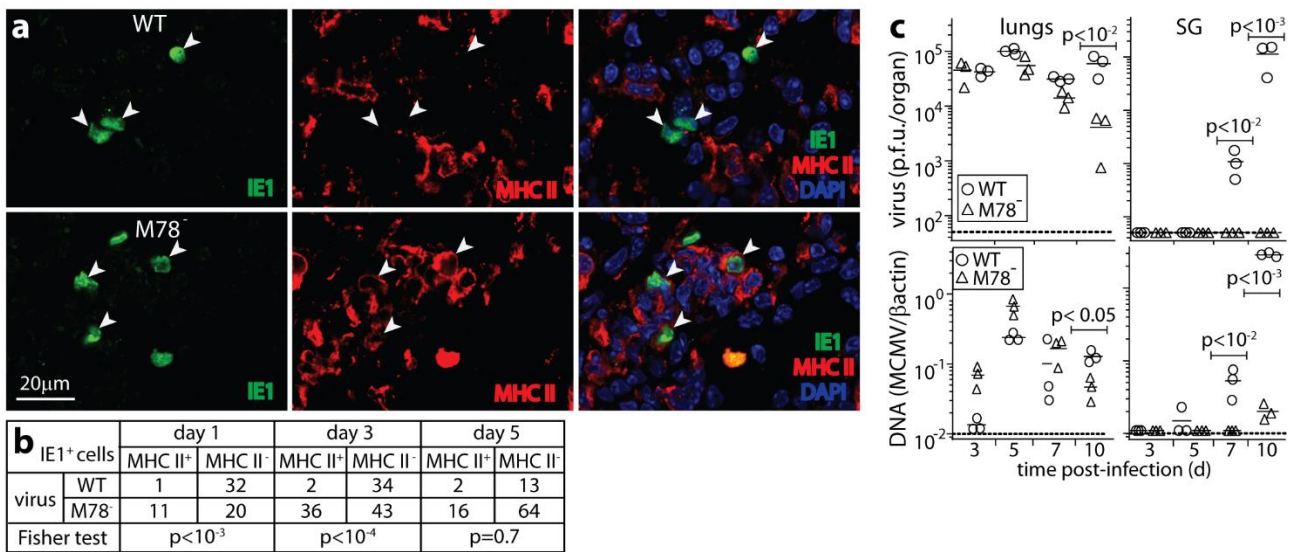 a
WT
IE1
MHC II
IE1
MHC II
DAPI
M78⁻
20μm
IE1
MHC II
IE1
MHC II
DAPI
b
IE1⁺ cells day 1 day 3 day 5
MHC II⁺ MHC II⁻ MHC II⁺ MHC II⁻ MHC II⁺ MHC II⁻
virus WT 1 32 2 34 2 13
M78⁻ 11 20 36 43 16 64
Fisher test p<10⁻³ p<10⁻⁴ p=0.7
c
lungs p<10⁻² SG p<10⁻³
virus (p.f.u./organ)
10⁵
10⁴
10³
10²
p<10⁻²
WT
M78⁻
DNA (MCMV/βactin)
WT
M78⁻
10⁰
10⁻¹
10⁻²
p< 0.05
p<10⁻³
p<10⁻²
3 5 7 10 3 5 7 10
time post-infection (d)